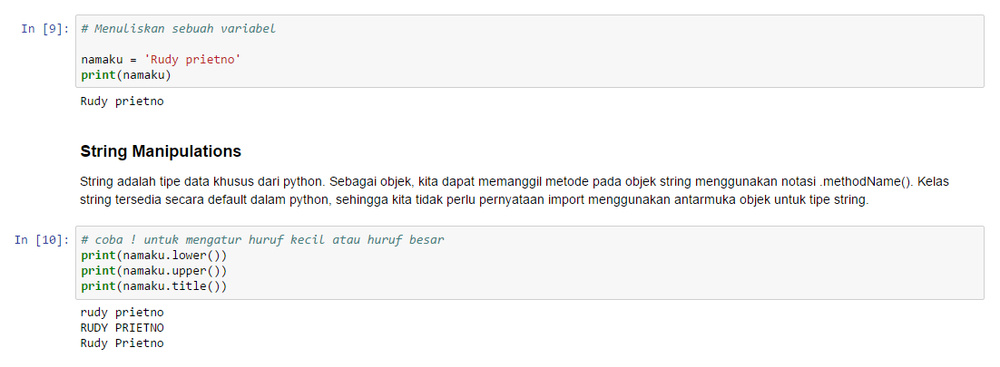 In [9]: # Menuliskan sebuah variabel
namaku = 'Rudy prietno'
print(namaku)
Rudy prietno
String Manipulations
String adalah tipe data khusus dari python. Sebagai objek, kita dapat memanggil metode pada objek string menggunakan notasi .methodName(). Kelas
string tersedia secara default dalam python, sehingga kita tidak perlu pernyataan import menggunakan antarmuka objek untuk tipe string.
In [10]: # coba ! untuk mengatur huruf kecil atau huruf besar
print(namaku.lower())
print(namaku.upper())
print(namaku.title())
rudy prietno
RUDY PRIETNO
Rudy Prietno